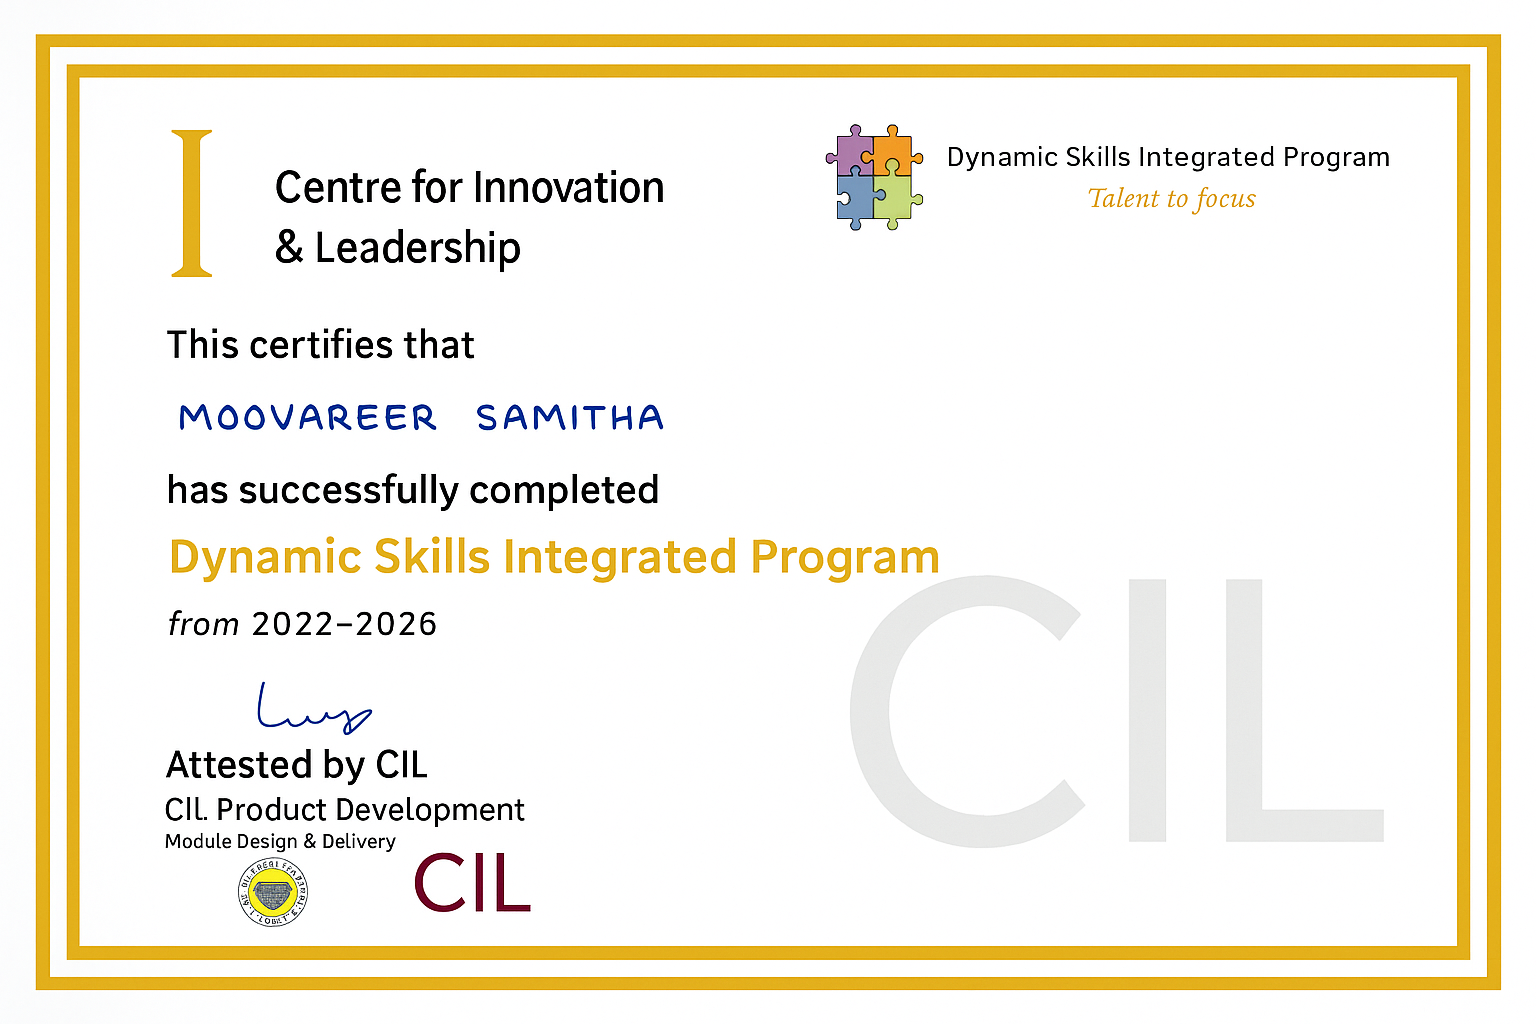 I
Centre for Innovation
& Leadership
Dynamic Skills Integrated Program
Talent to focus
This certifies that
MOOVAREER SAMITHA
has successfully completed
Dynamic Skills Integrated Program
from 2022–2026
Attested by CIL
CIL. Product Development
Module Design & Delivery
CIL
CIL